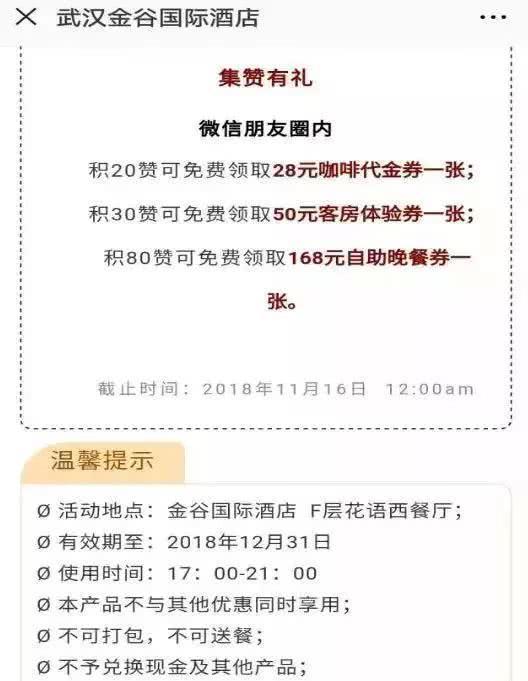 武汉金谷国际酒店
集赞有礼
微信朋友圈内
积20赞可免费领取28元咖啡代金券一张；
积30赞可免费领取50元客房体验券一张；
积80赞可免费领取168元自助晚餐券一
张。
截止时间：2018年11月16日 12:00am
温馨提示
Ø 活动地点：金谷国际酒店 F层花语西餐厅；
Ø 有效期至：2018年12月31日
Ø 使用时间：17：00-21：00
Ø 本产品不与其他优惠同时享用；
Ø 不可打包，不可送餐；
Ø 不予兑换现金及其他产品；